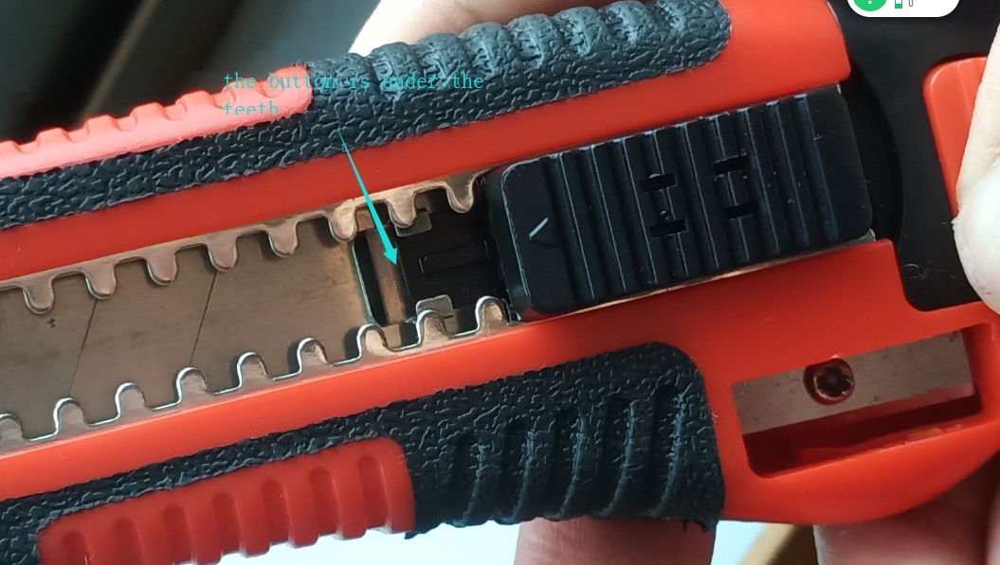 the button is under the
teeth